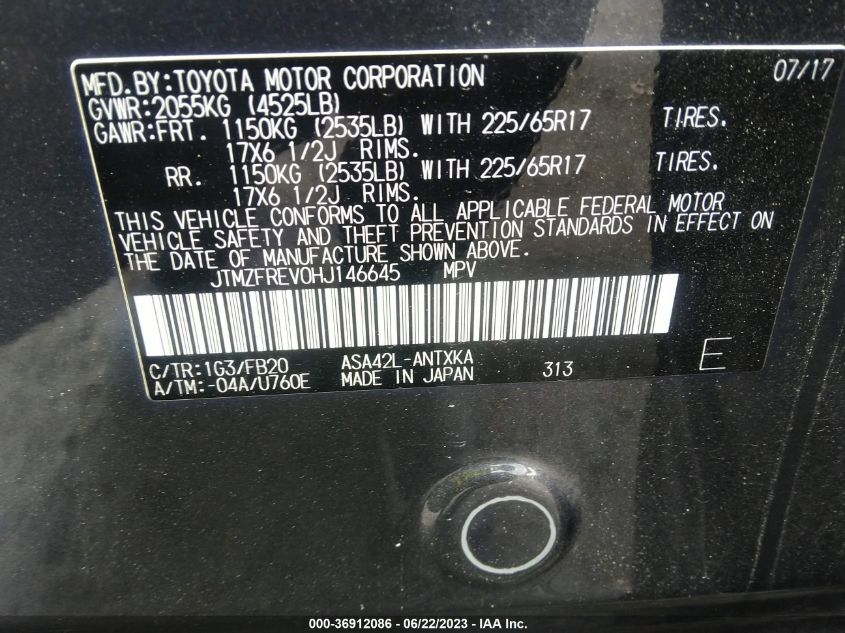 MFD.BY:TOYOTA MOTOR CORPORATION 07/17
GVWR:2055KG (4525LB)
GAWR:FRT. 1150KG (2535LB) WITH 225/65R17 TIRES.
17X6 1/2J RIMS.
RR. 1150KG (2535LB) WITH 225/65R17 TIRES.
17X6 1/2J RIMS.
THIS VEHICLE CONFORMS TO ALL APPLICABLE FEDERAL MOTOR
VEHICLE SAFETY AND THEFT PREVENTION STANDARDS IN EFFECT ON
THE DATE OF MANUFACTURE SHOWN ABOVE.
JTMZFREV0HJ146645 MPV
C/TR:1G3/FB20 ASA42L-ANTXKA
A/TM:-04A/U760E MADE IN JAPAN 313 E
000-36912086 - 06/22/2023 - IAA Inc.